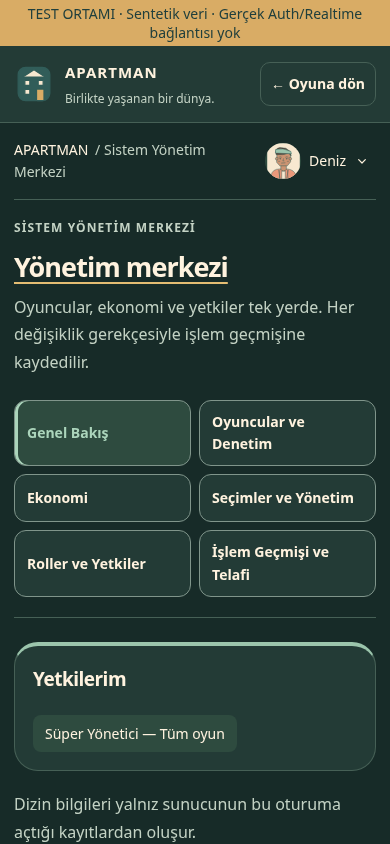 TEST ORTAMI · Sentetik veri · Gerçek Auth/Realtime
bağlantısı yok
APARTMAN
Birlikte yaşanan bir dünya.
← Oyuna dön
APARTMAN / Sistem Yönetim
Merkezi
Deniz
SİSTEM YÖNETİM MERKEZİ
Yönetim merkezi
Oyuncular, ekonomi ve yetkiler tek yerde. Her
değişiklik gerekçesiyle işlem geçmişine
kaydedilir.
Genel Bakış
Oyuncular ve
Denetim
Ekonomi
Seçimler ve Yönetim
Roller ve Yetkiler
İşlem Geçmişi ve
Telafi
Yetkilerim
Süper Yönetici — Tüm oyun
Dizin bilgileri yalnız sunucunun bu oturuma
açtığı kayıtlardan oluşur.